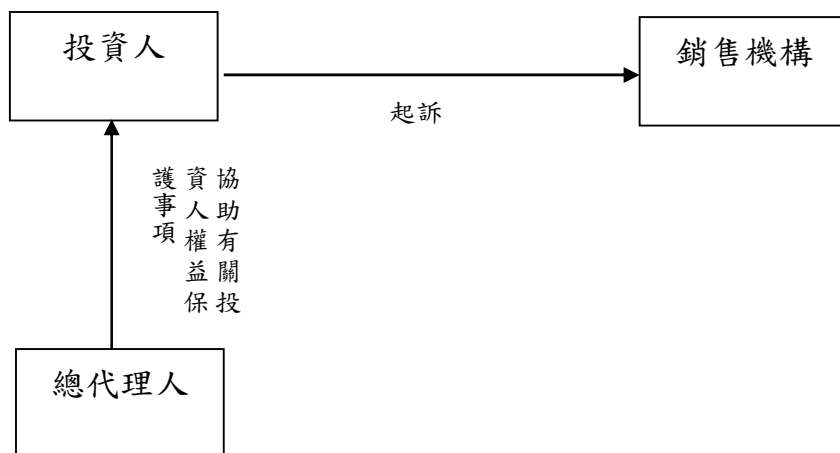 投資人
銷售機構
起訴
協助有關投
資人權益保
護事項
總代理人